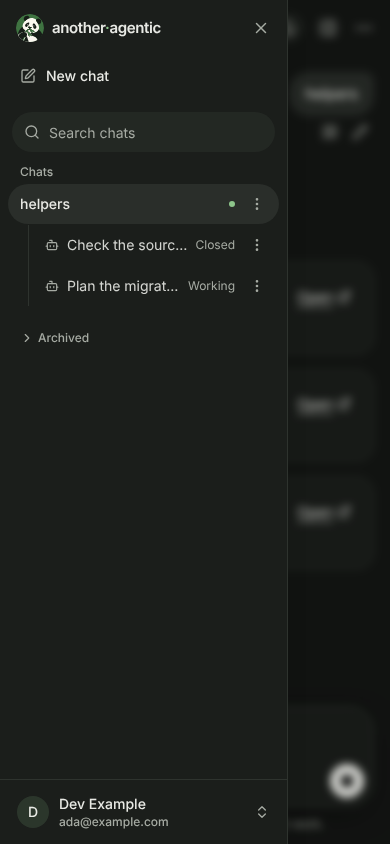 another·agentic
New chat
Search chats
Chats
helpers
Check the sourc... Closed
Plan the migrat... Working
Archived
D
Dev Example
ada@example.com
helpers